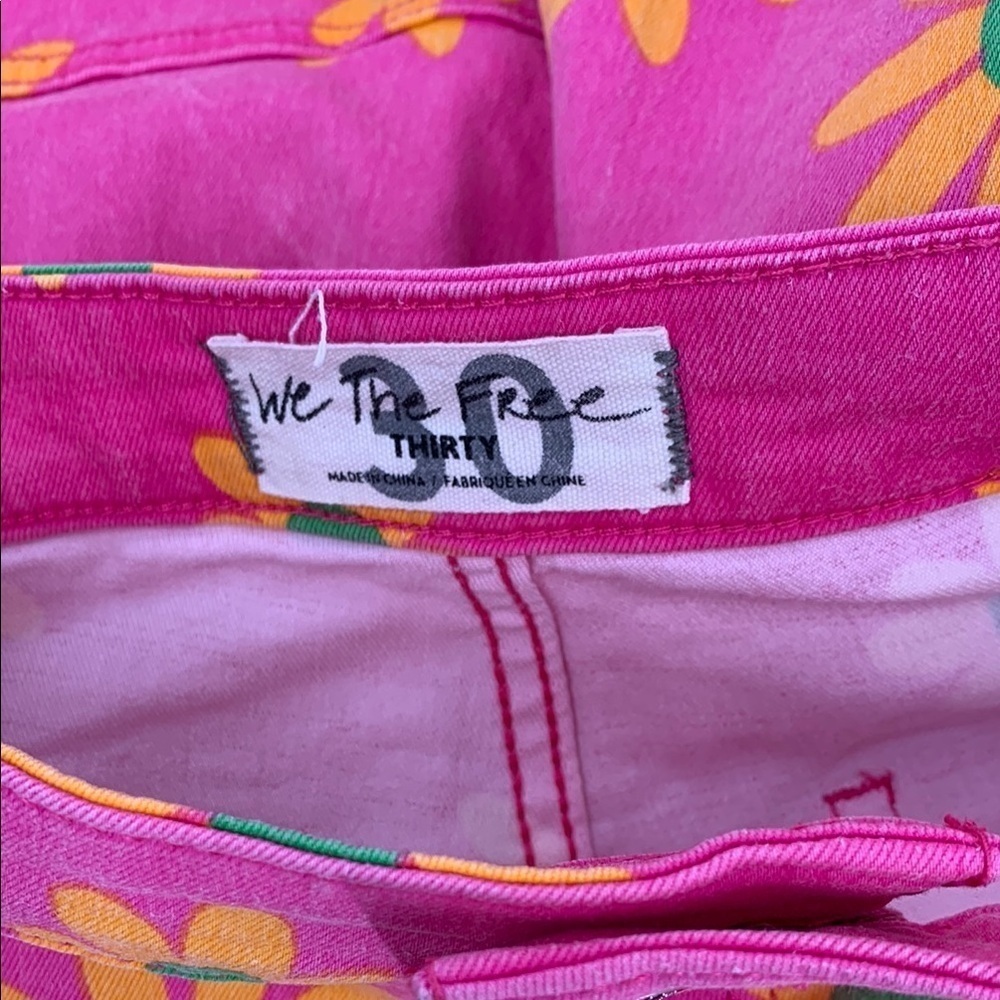 We The Free
30
THIRTY
MADE IN CHINA / FABRIQUE EN CHINE